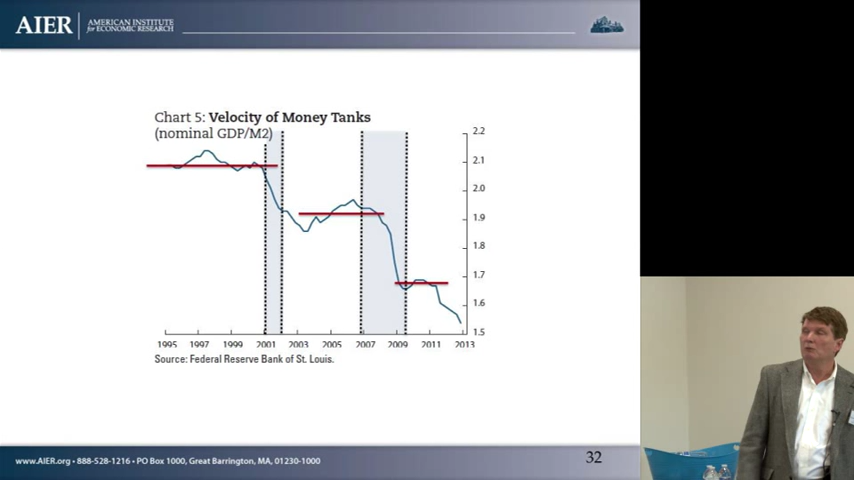 AIER
AMERICAN INSTITUTE
for ECONOMIC RESEARCH
Chart 5: Velocity of Money Tanks
(nominal GDP/M2)
2.2
2.1
2.0
1.9
1.8
1.7
1.6
1.5
1995 1997 1999 2001 2003 2005 2007 2009 2011 2013
Source: Federal Reserve Bank of St. Louis.
www.AIER.org • 888-528-1216 • PO Box 1000, Great Barrington, MA, 01230-1000
32